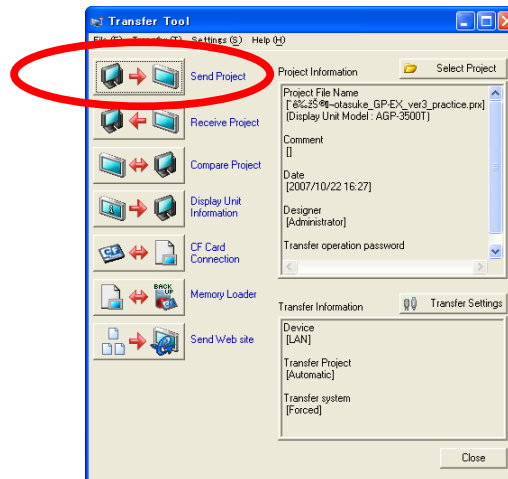 Transfer Tool
File (F) Transfer (T) Settings (S) Help (H)
Send Project
Receive Project
Compare Project
Display Unit
Information
CF Card
Connection
Memory Loader
BACK
UP
Send Web site
Project Information
Select Project
Project File Name
(Display Unit Model : AGP-3500T)
Comment
[]
Date
[2007/10/22 16:27]
Designer
[Administrator]
Transfer operation password
Transfer Information
Transfer Settings
Device
[LAN]
Transfer Project
[Automatic]
Transfer system
[Forced]
Close